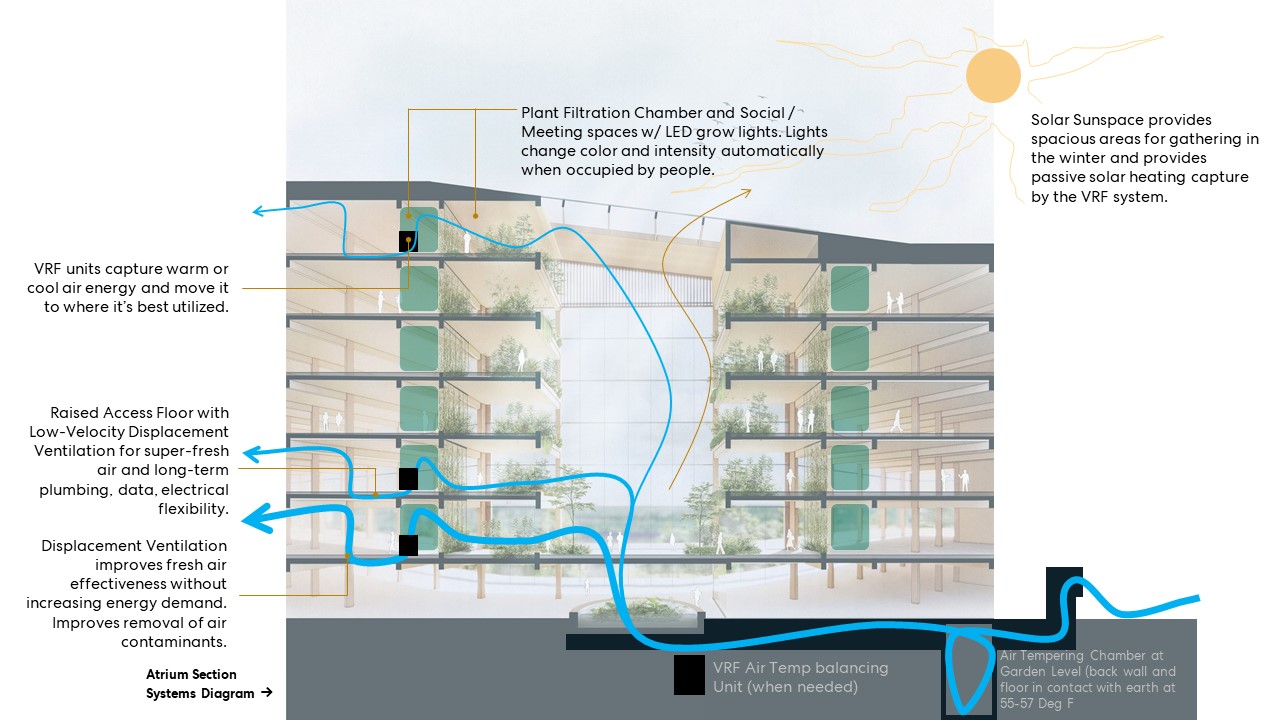 Plant Filtration Chamber and Social /
Meeting spaces w/ LED grow lights. Lights
change color and intensity automatically
when occupied by people.
Solar Sunspace provides
spacious areas for gathering in
the winter and provides
passive solar heating capture
by the VRF system.
VRF units capture warm or
cool air energy and move it
to where it's best utilized.
Raised Access Floor with
Low-Velocity Displacement
Ventilation for super-fresh
air and long-term
plumbing, data, electrical
flexibility.
Displacement Ventilation
improves fresh air
effectiveness without
increasing energy demand.
Improves removal of air
contaminants.
Atrium Section
Systems Diagram →
VRF Air Temp balancing
Unit (when needed)
Air Tempering Chamber at
Garden Level (back wall and
floor in contact with earth at
55-57 Deg F